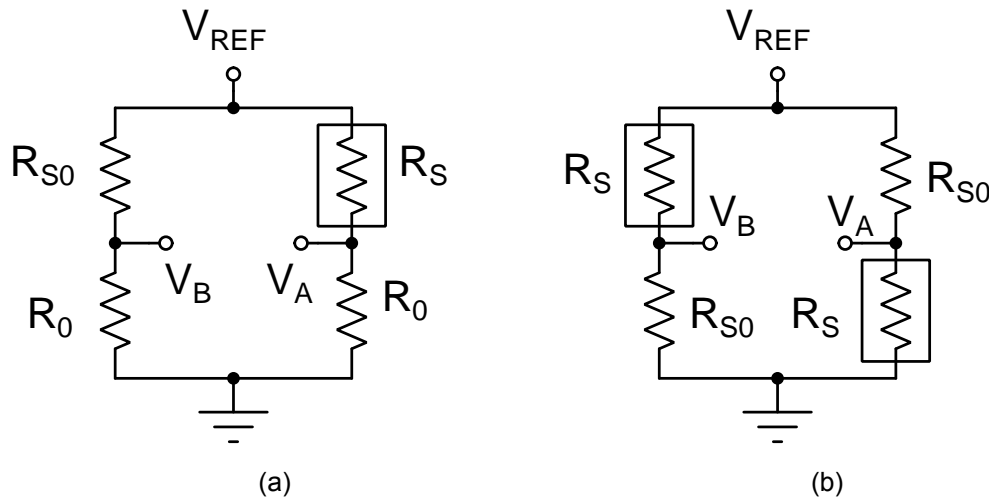 V_REF
R_S0
R_S
V_B
V_A
R_0
R_0
(a)
V_REF
R_S
R_S0
V_B
V_A
R_S0
R_S
(b)